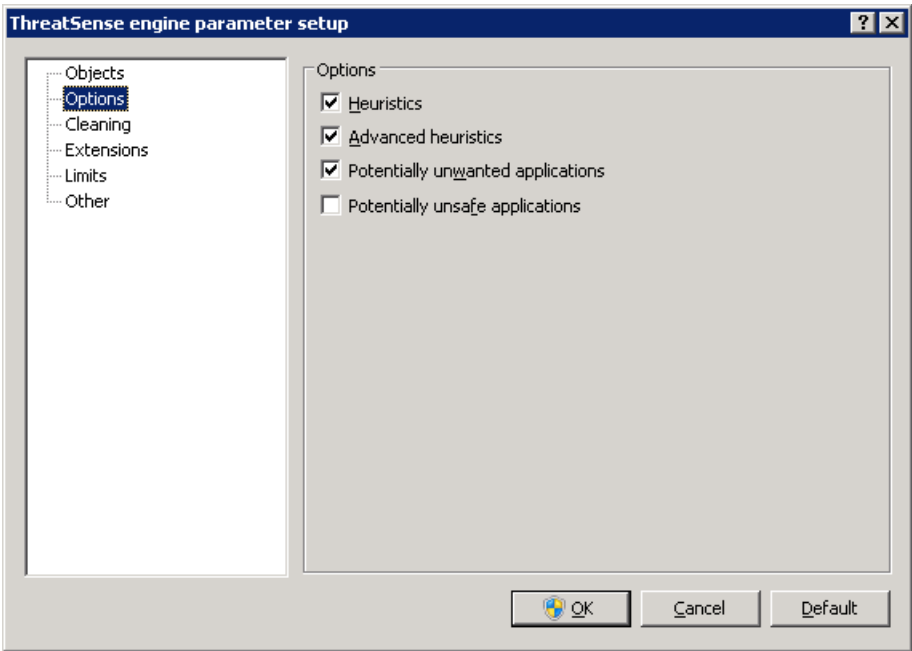 ThreatSense engine parameter setup
Objects
Options
Cleaning
Extensions
Limits
Other
Options
Heuristics
Advanced heuristics
Potentially unwanted applications
Potentially unsafe applications
OK
Cancel
Default